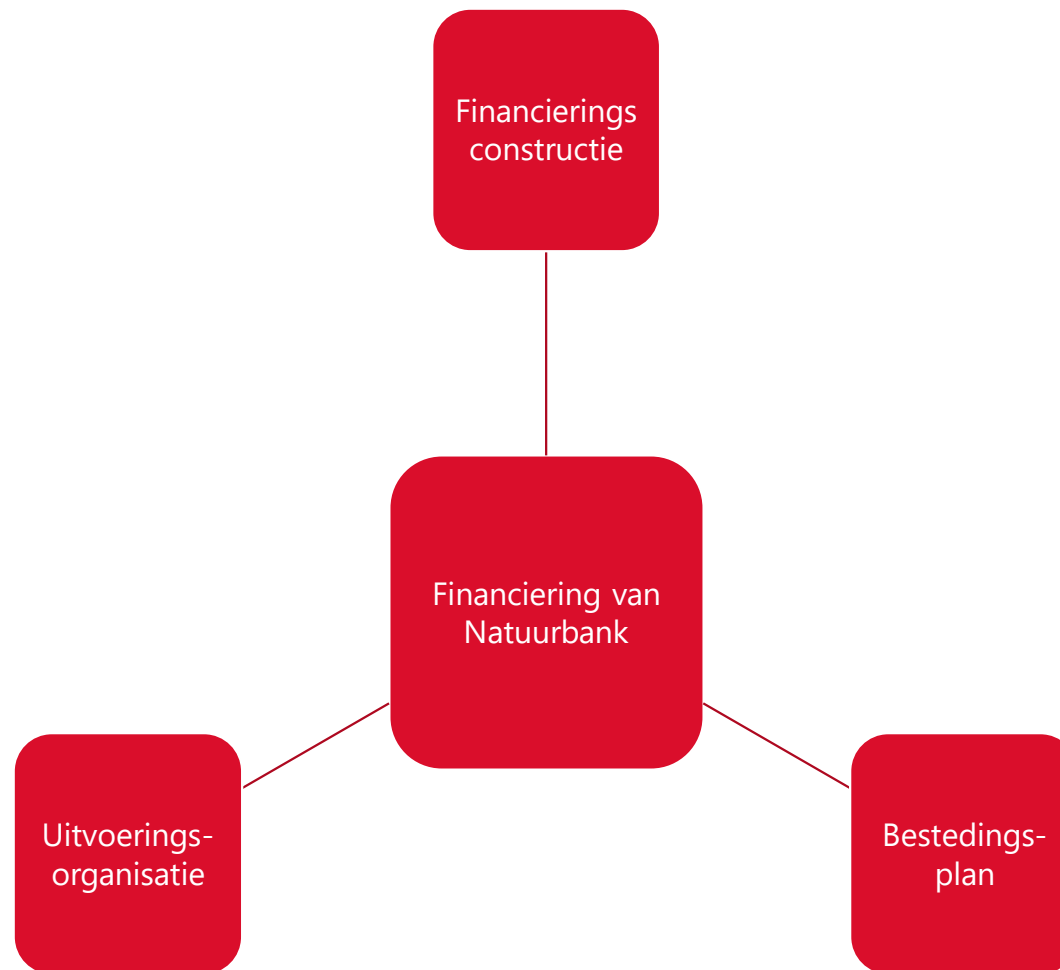 Financierings
constructie
Financiering van
Natuurbank
Uitvoerings-
organisatie
Bestedings-
plan